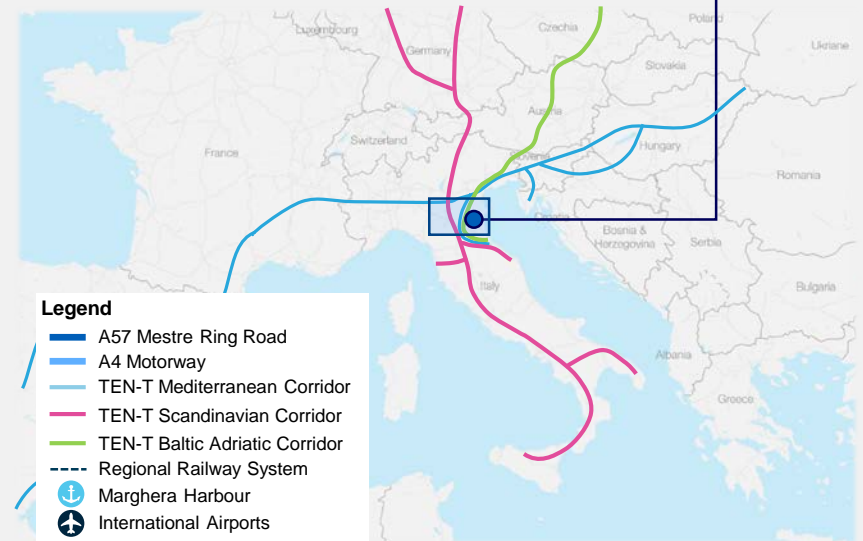 Luxembourg
Germany
Czechia
Poland
Ukraine
Slovakia
Austria
Switzerland
France
Slovenia
Hungary
Romania
Croatia
Bosnia &
Herzegovina
Serbia
Italy
Bulgaria
Albania
Greece
Legend
A57 Mestre Ring Road
A4 Motorway
TEN-T Mediterranean Corridor
TEN-T Scandinavian Corridor
TEN-T Baltic Adriatic Corridor
Regional Railway System
Marghera Harbour
International Airports